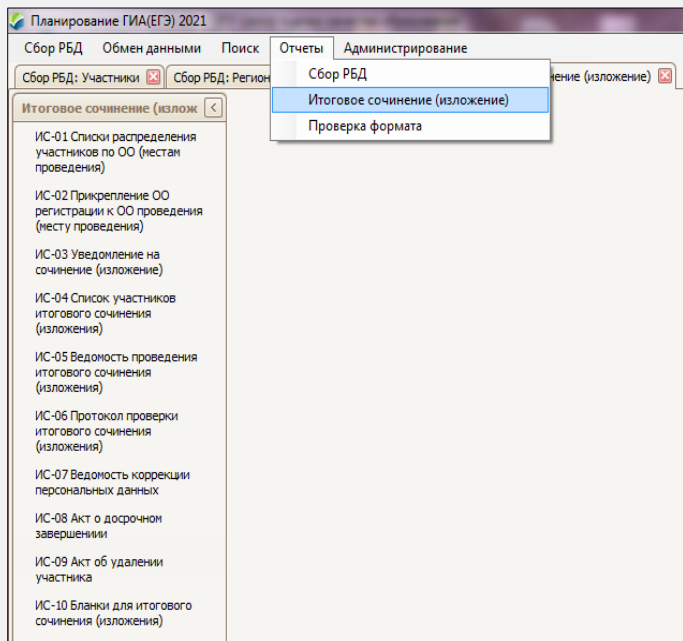 Планирование ГИА(ЕГЭ) 2021
Сбор РБД Обмен данными Поиск Отчеты Администрирование
Сбор РБД: Участники Сбор РБД: Регион нение (изложение)
Сбор РБД
Итоговое сочинение (изложение)
Проверка формата
Итоговое сочинение (излож
ИС-01 Списки распределения
участников по ОО (местам
проведения)
ИС-02 Прикрепление ОО
регистрации к ОО проведения
(месту проведения)
ИС-03 Уведомление на
сочинение (изложение)
ИС-04 Список участников
итогового сочинения
(изложения)
ИС-05 Ведомость проведения
итогового сочинения
(изложения)
ИС-06 Протокол проверки
итогового сочинения
(изложения)
ИС-07 Ведомость коррекции
персональных данных
ИС-08 Акт о досрочном
завершениии
ИС-09 Акт об удалении
участника
ИС-10 Бланки для итогового
сочинения (изложения)